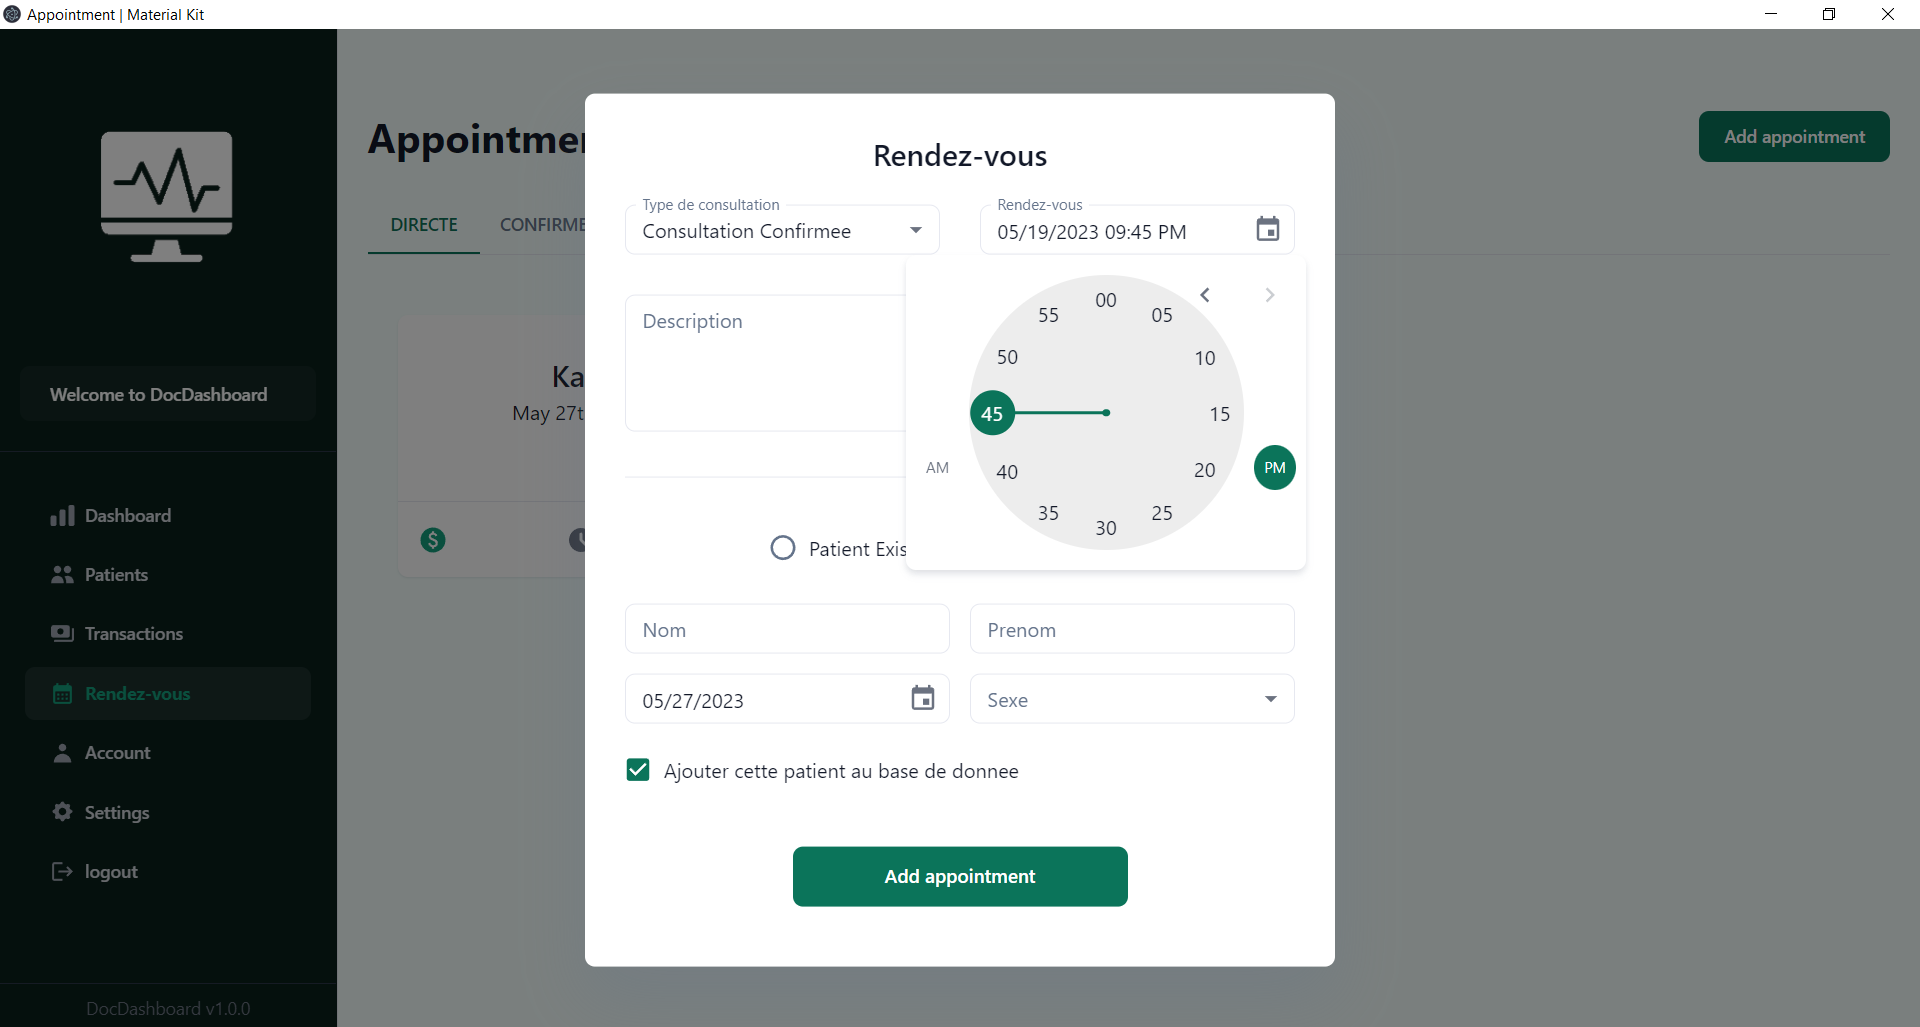 Appointment | Material Kit
Welcome to DocDashboard
Dashboard
Patients
Transactions
Rendez-vous
Account
Settings
logout
DocDashboard v1.0.0
Add appointment
DIRECTE
May 27t
Rendez-vous
Type de consultation
Consultation Confirmee
Rendez-vous
05/19/2023 09:45 PM
Description
00
05
10
15
20
25
30
35
40
45
50
55
AM
PM
Patient Exis
Nom
Prenom
05/27/2023
Sexe
Ajouter cette patient au base de donnee
Add appointment